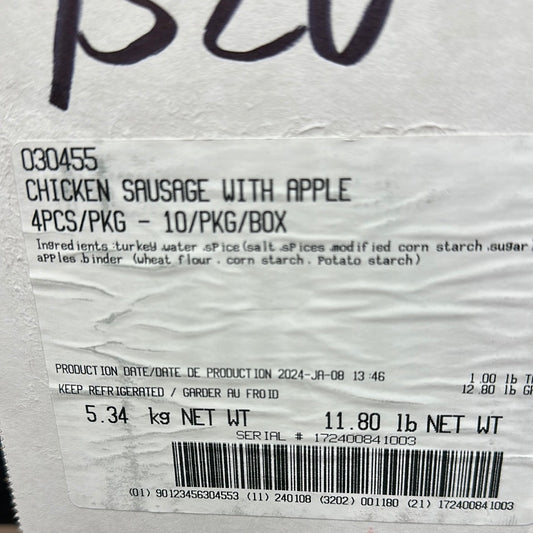 030455
CHICKEN SAUSAGE WITH APPLE
4PCS/PKG - 10/PKG/BOX
Ingredients:turkey,water,spice(salt,spices,modified corn starch,sugar
apples,binder (wheat flour, corn starch, Potato starch)
PRODUCTION DATE/DATE DE PRODUCTION 2024-JA-08 13:46
1.00 lb
KEEP REFRIGERATED / GARDER AU FROID
12.80 lb
5.34 kg NET WT
11.80 lb NET WT
SERIAL # 172400841003
(01) 90123456304553 (11) 240108 (3202) 001180 (21) 172400841003